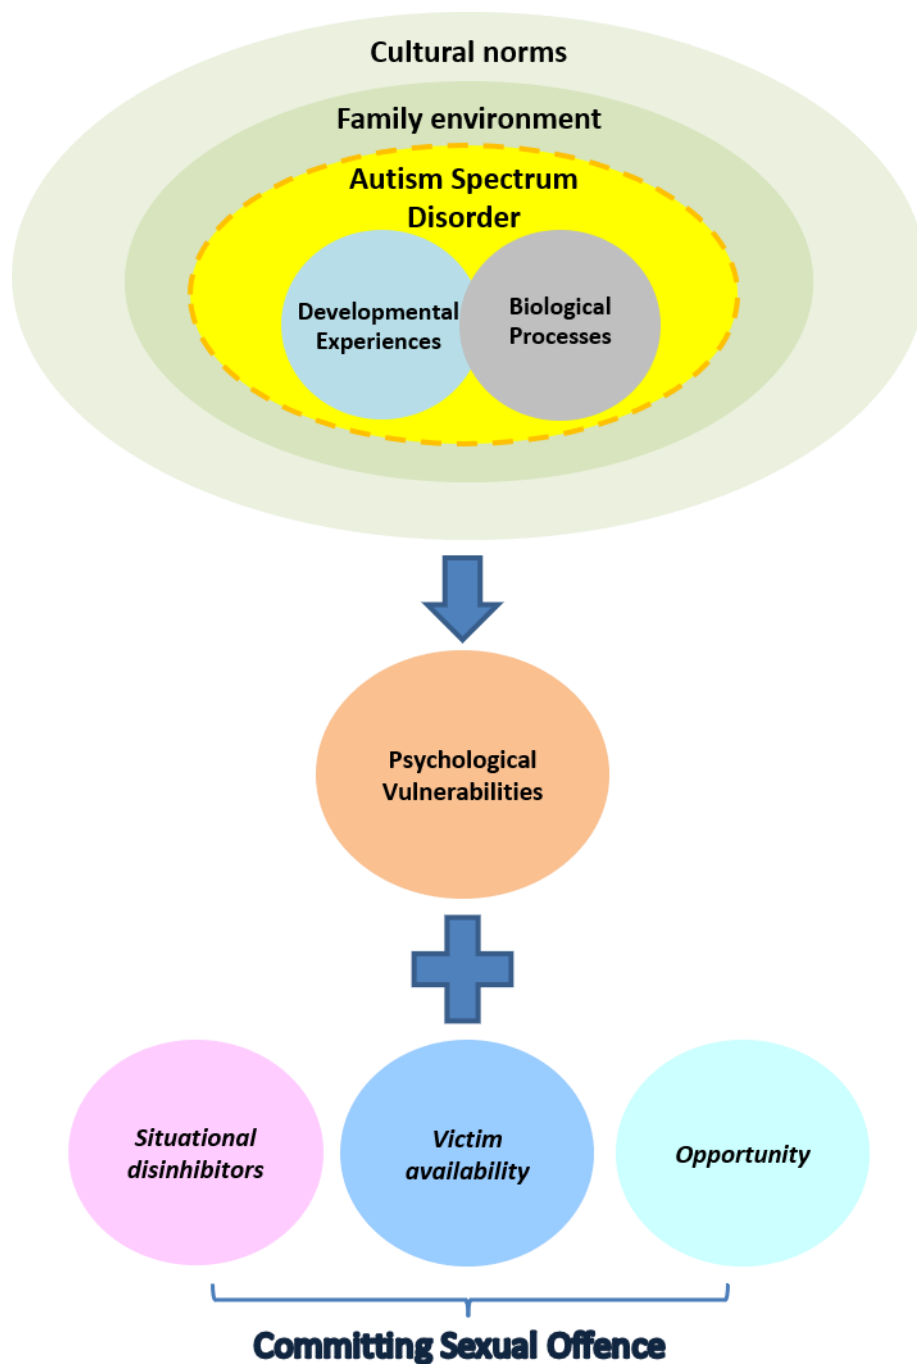 Cultural norms
Family environment
Autism Spectrum
Disorder
Developmental
Experiences
Biological
Processes
Psychological
Vulnerabilities
Situational
disinhibitors
Victim
availability
Opportunity
Committing Sexual Offence